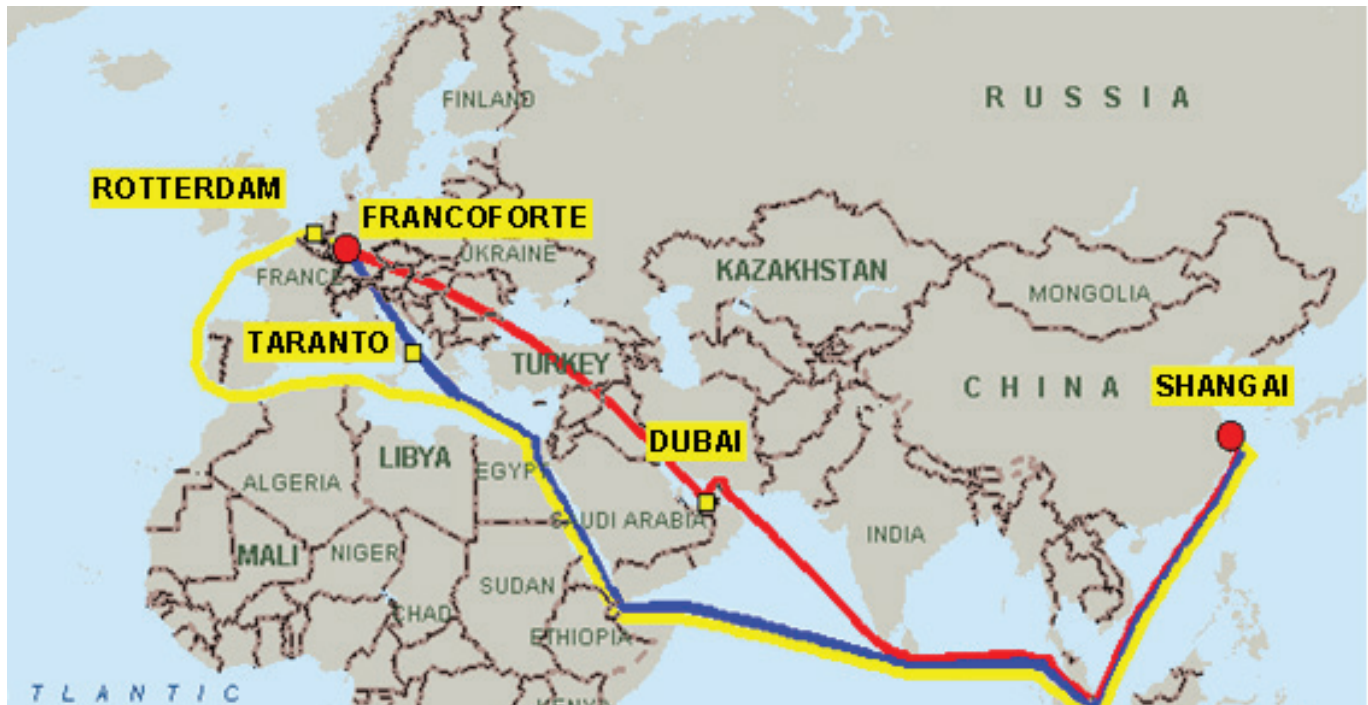 FINLAND
RUSSIA
ROTTERDAM
FRANCOFORTE
UKRAINE
FRANCE
KAZAKHSTAN
MONGOLIA
TARANTO
TURKEY
CHINA
SHANGAI
DUBAI
LIBYA
EGYPT
ALGERIA
SAUDI ARABIA
INDIA
MALI
NIGER
SUDAN
CHAD
ETHIOPIA
TLANTIC
KENYA